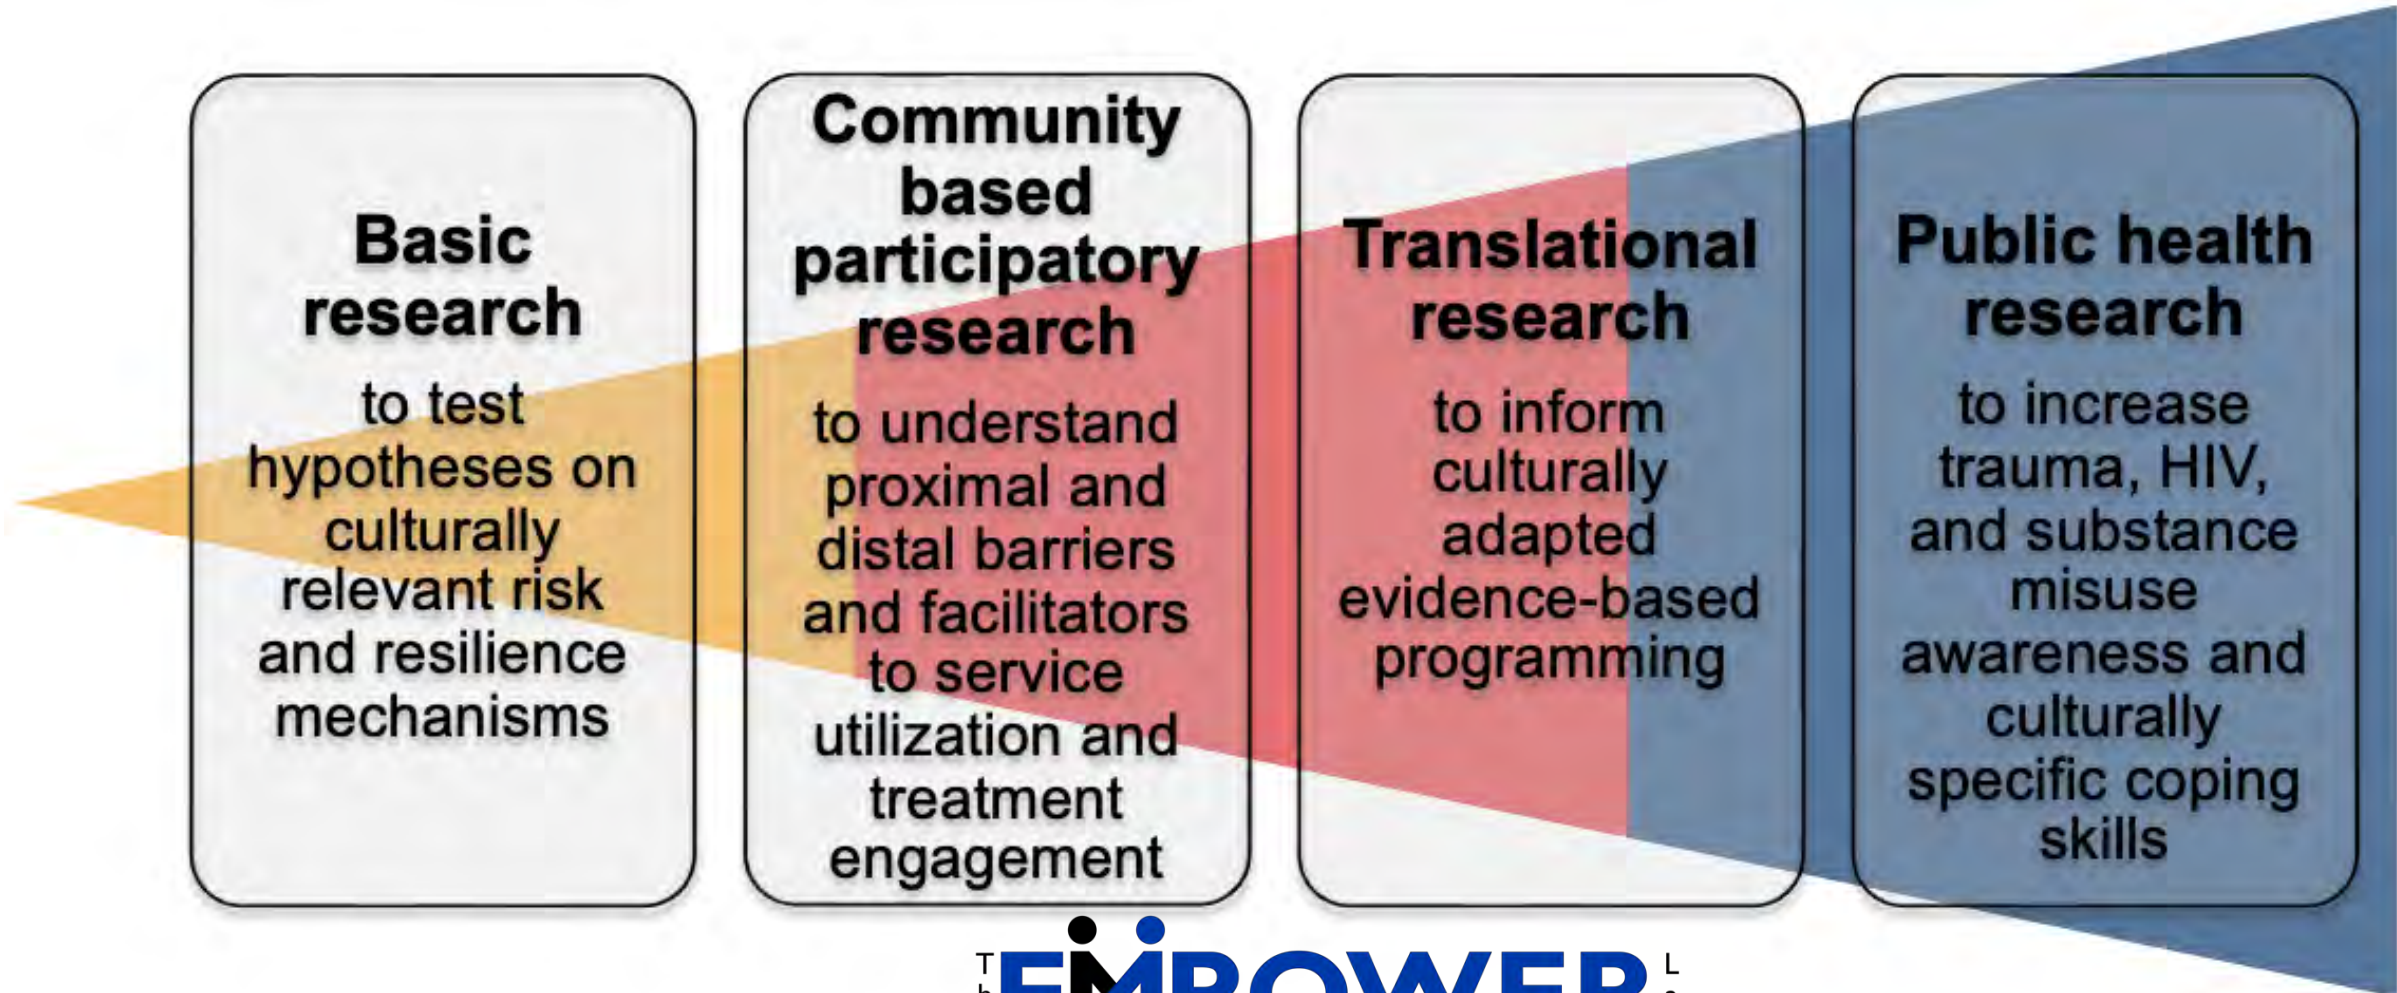 Basic
research
to test
hypotheses on
culturally
relevant risk
and resilience
mechanisms
Community
based
participatory
research
to understand
proximal and
distal barriers
and facilitators
to service
utilization and
treatment
engagement
Translational
research
to inform
culturally
adapted
evidence-based
programming
Public health
research
to increase
trauma, HIV,
and substance
misuse
awareness and
culturally
specific coping
skills
EMPOWER